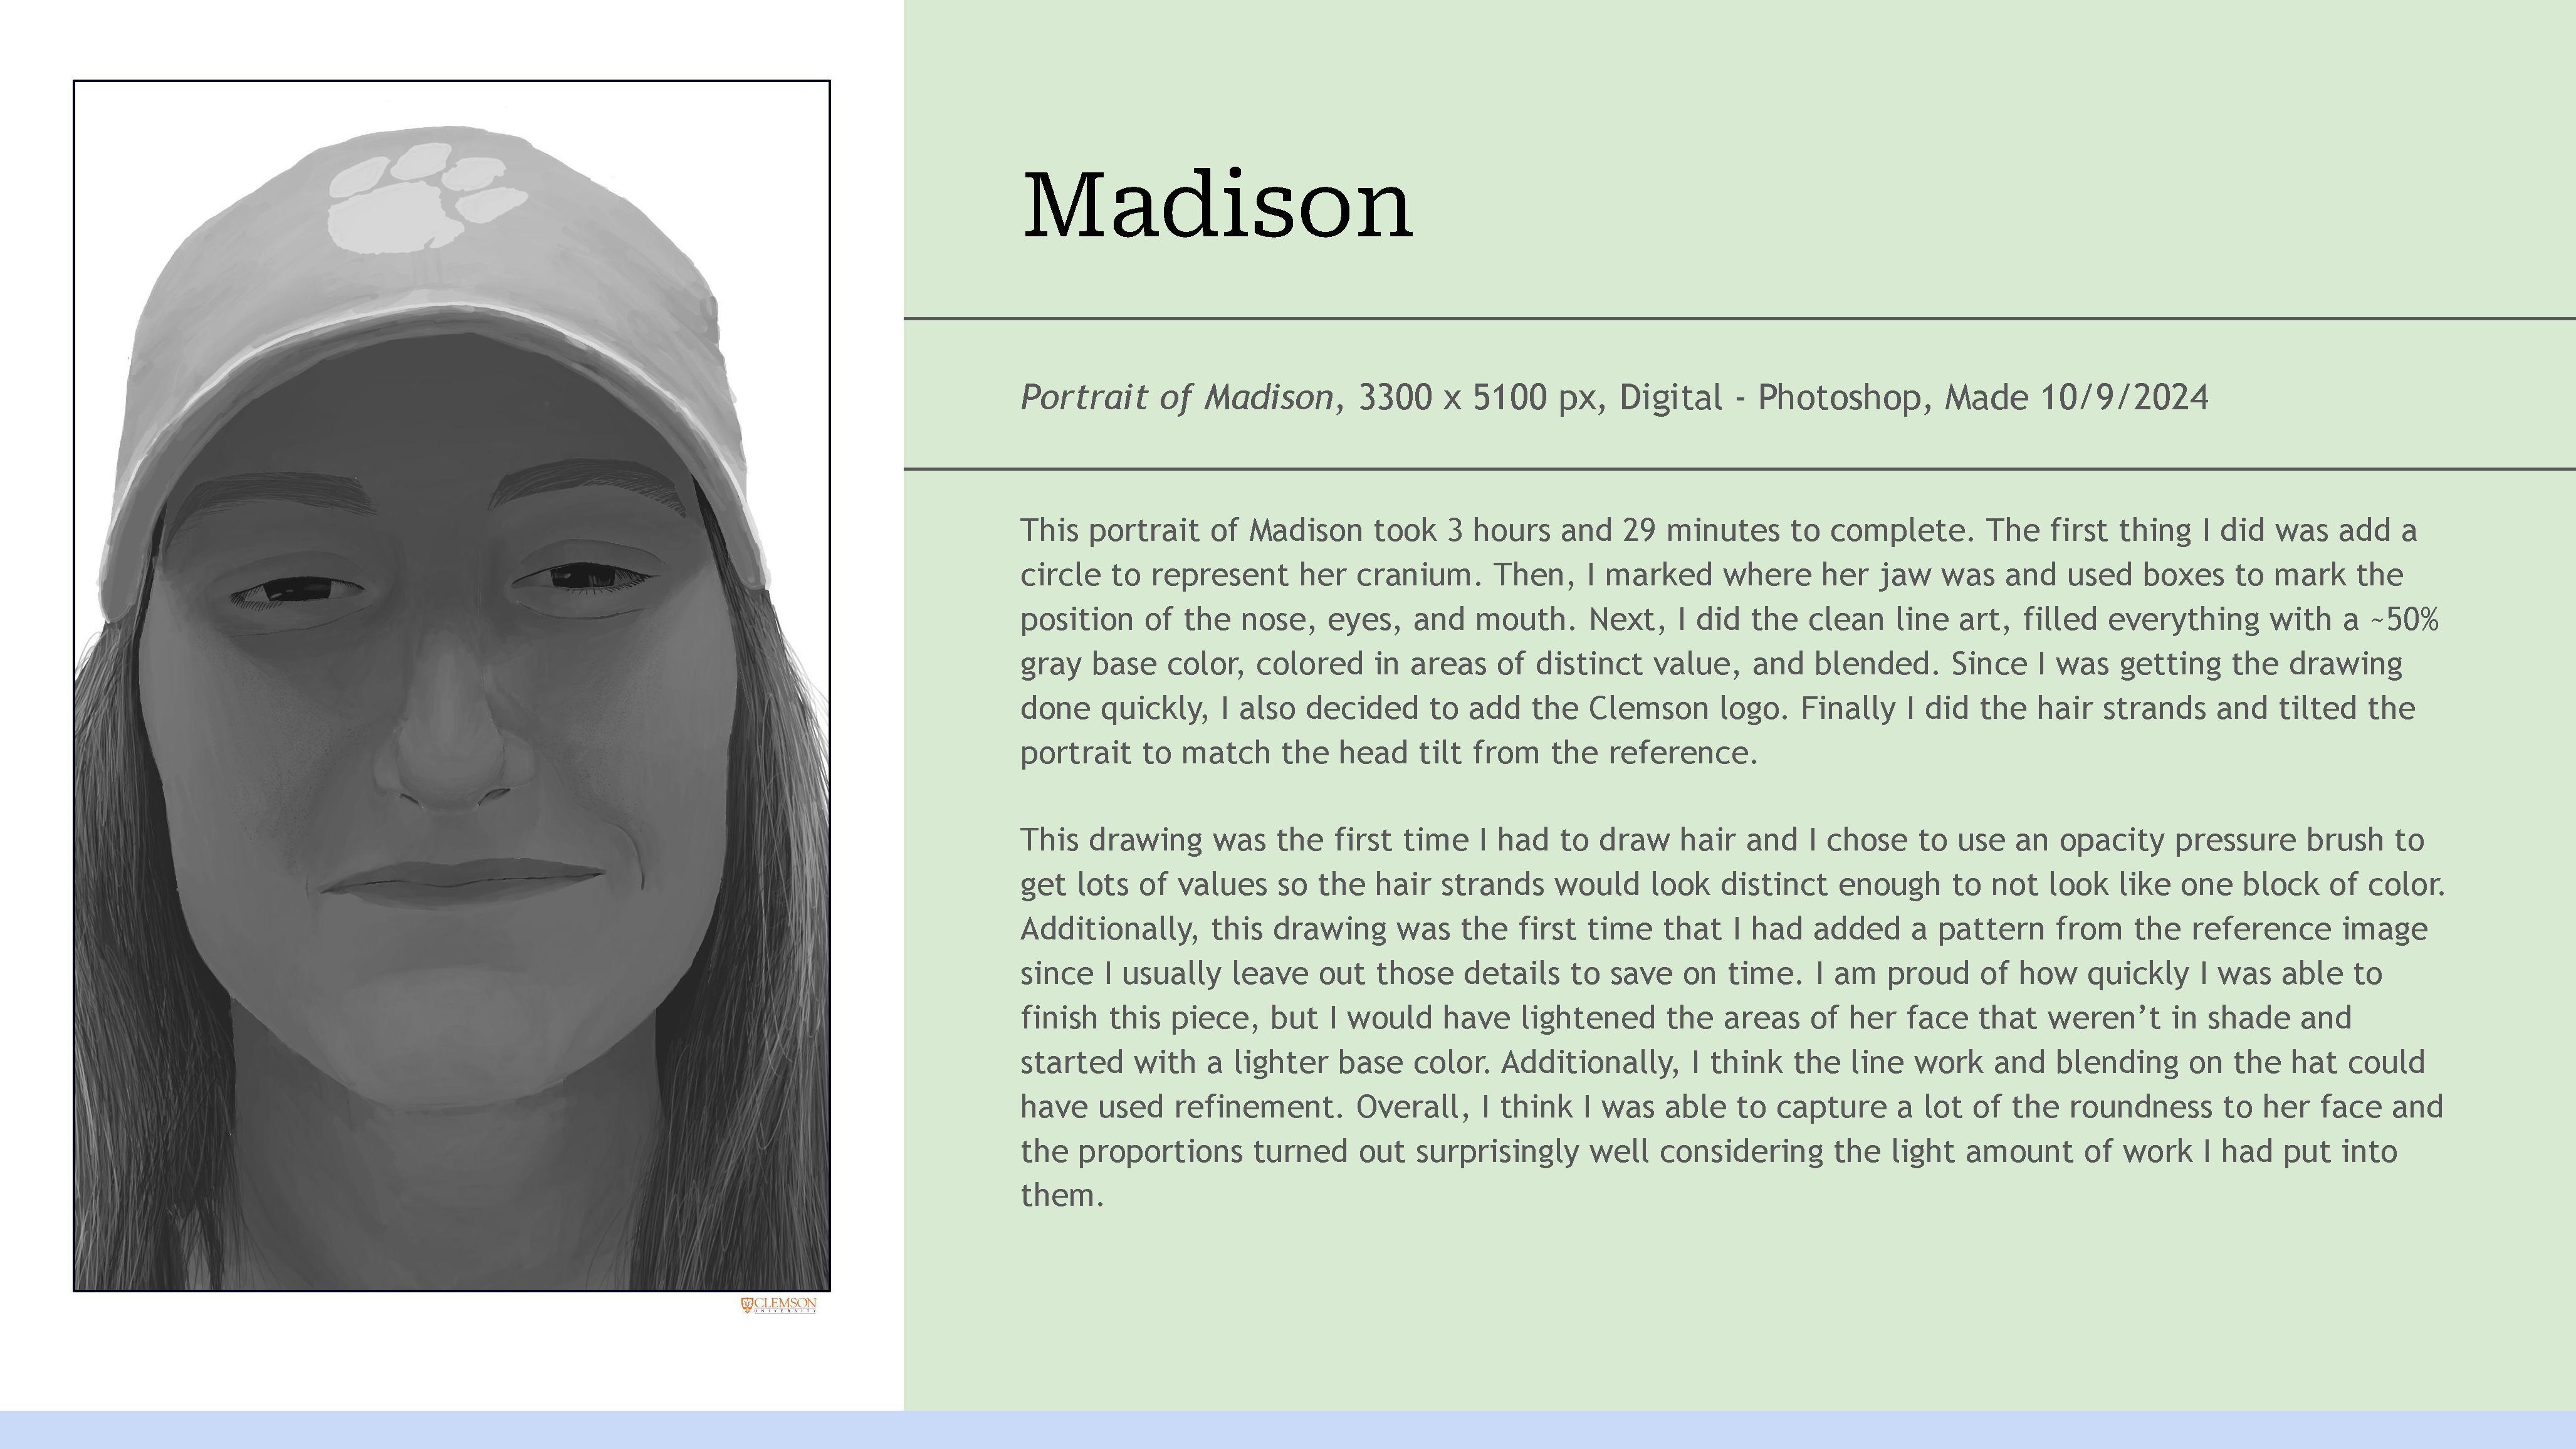 Madison
Portrait of Madison, 3300 x 5100 px, Digital - Photoshop, Made 10/9/2024
This portrait of Madison took 3 hours and 29 minutes to complete. The first thing I did was add a
circle to represent her cranium. Then, I marked where her jaw was and used boxes to mark the
position of the nose, eyes, and mouth. Next, I did the clean line art, filled everything with a ~50%
gray base color, colored in areas of distinct value, and blended. Since I was getting the drawing
done quickly, I also decided to add the Clemson logo. Finally I did the hair strands and tilted the
portrait to match the head tilt from the reference.
This drawing was the first time I had to draw hair and I chose to use an opacity pressure brush to
get lots of values so the hair strands would look distinct enough to not look like one block of color.
Additionally, this drawing was the first time that I had added a pattern from the reference image
since I usually leave out those details to save on time. I am proud of how quickly I was able to
finish this piece, but I would have lightened the areas of her face that weren’t in shade and
started with a lighter base color. Additionally, I think the line work and blending on the hat could
have used refinement. Overall, I think I was able to capture a lot of the roundness to her face and
the proportions turned out surprisingly well considering the light amount of work I had put into
them.
CLEMSON
UNIVERSITY